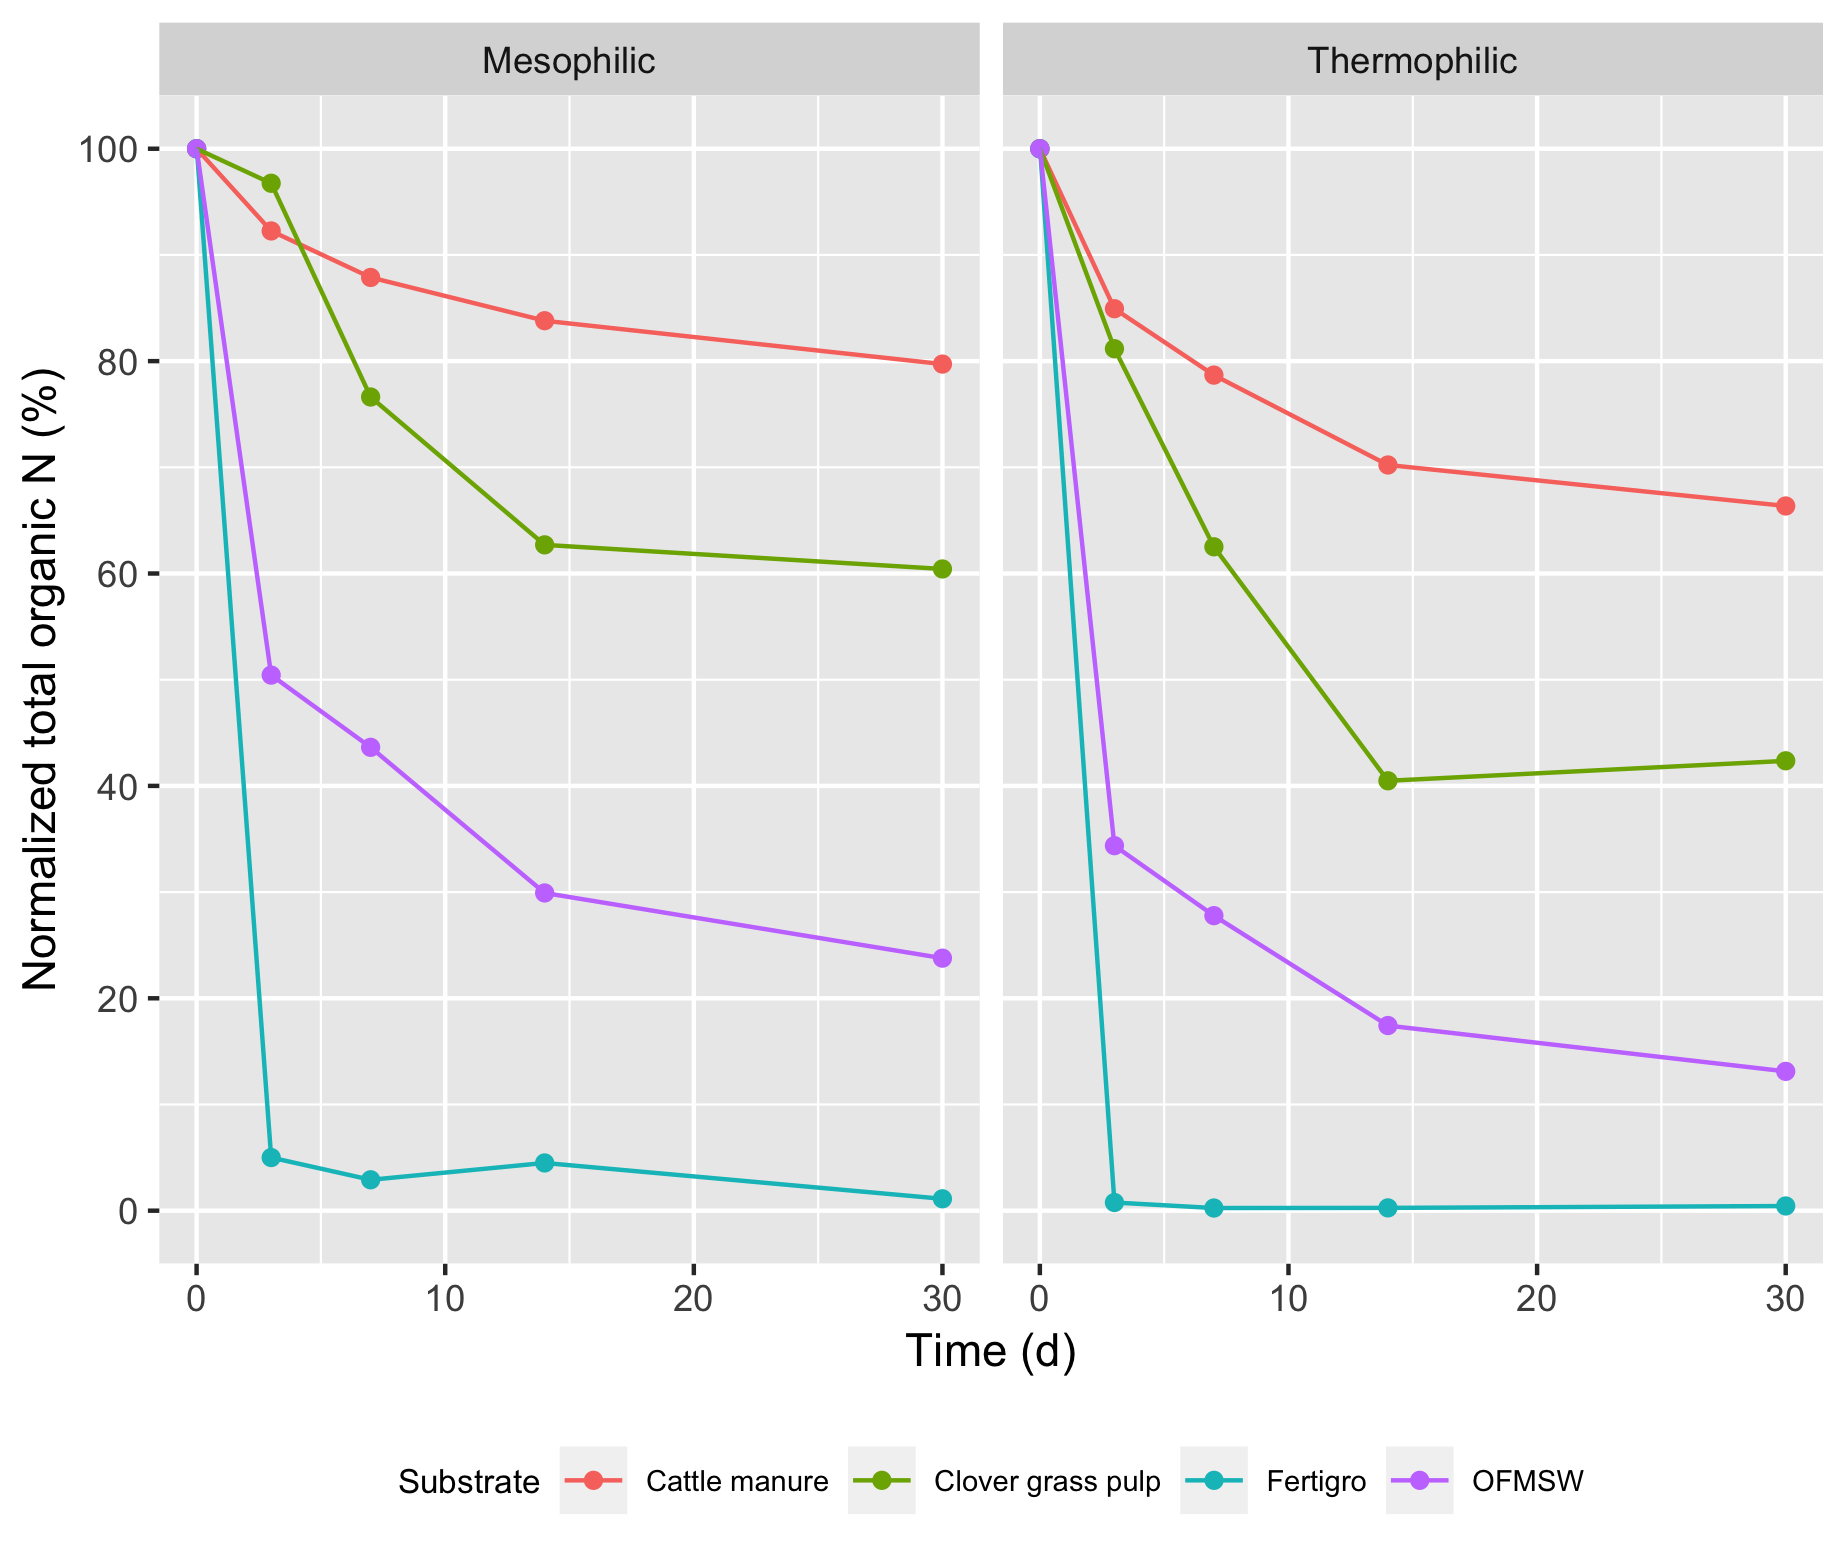 Mesophilic
Thermophilic
Normalized total organic N (%)
100
80
60
40
20
0
0 10 20 30
0 10 20 30
Time (d)
Substrate Cattle manure Clover grass pulp Fertigro OFMSW